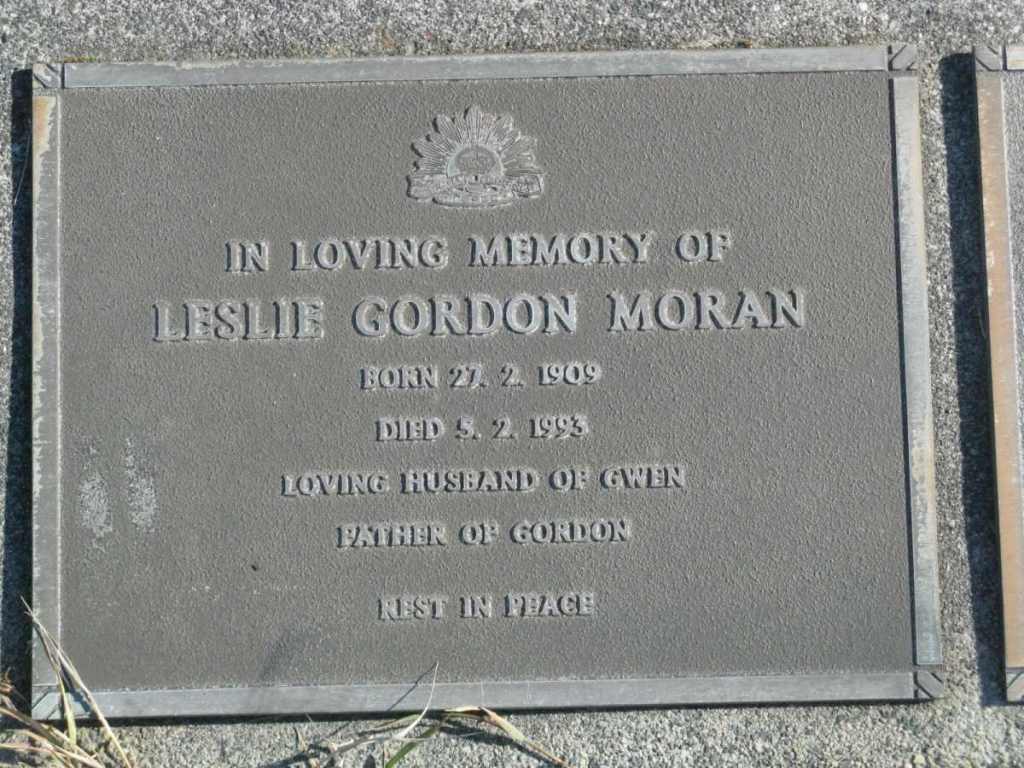 IN LOVING MEMORY OF
LESLIE GORDON MORAN
BORN 27. 2. 1909
DIED 5. 2. 1993
LOVING HUSBAND OF GWEN
FATHER OF GORDON
REST IN PEACE